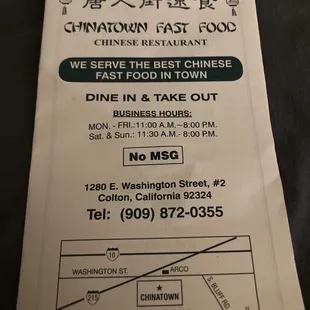 唐人街速食
CHINATOWN FAST FOOD
CHINESE RESTAURANT
WE SERVE THE BEST CHINESE
FAST FOOD IN TOWN
DINE IN & TAKE OUT
BUSINESS HOURS:
MON. - FRI.:11:00 A.M.~8:00 P.M.
Sat. & Sun.: 11:30 A.M.- 8:00 P.M.
No MSG
1280 E. Washington Street, #2
Colton, California 92324
Tel: (909) 872-0355
10
WASHINGTON ST.
ARCO
215
CHINATOWN
S. BLUFF RD.
N